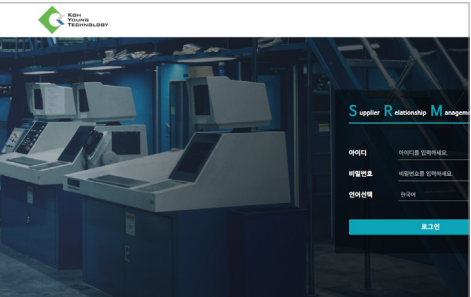 KOH
YOUNG
TECHNOLOGY
Supplier Relationship Manageme
아이디 아이디를 입력하세요.
비밀번호 비밀번호를 입력하세요.
언어선택 한국어
로그인